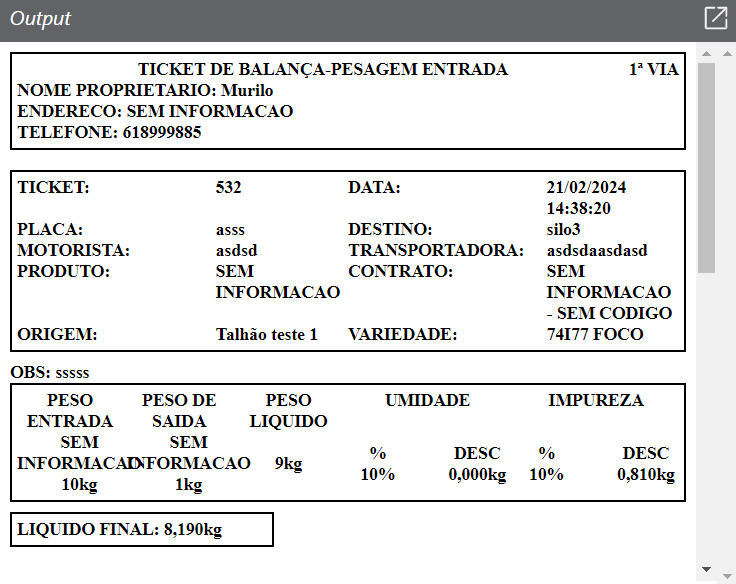 Output
TICKET DE BALANÇA-PESAGEM ENTRADA 1ª VIA
NOME PROPRIETARIO: Murilo
ENDERECO: SEM INFORMACAO
TELEFONE: 618999885
TICKET: 532 DATA: 21/02/2024
14:38:20
PLACA: asss DESTINO: silo3
MOTORISTA: asdsd TRANSPORTADORA: asdsdaasdasd
PRODUTO: SEM CONTRATO: SEM
INFORMACAO INFORMACAO
- SEM CODIGO
ORIGEM: Talhão teste 1 VARIEDADE: 74I77 FOCO
OBS: sssss
PESO PESO DE PESO UMIDADE IMPUREZA
ENTRADA SAIDA LIQUIDO
SEM SEM
% DESC % DESC
INFORMACAO INFORMACAO 9kg
10% 0,000kg 10% 0,810kg
10kg 1kg
LIQUIDO FINAL: 8,190kg